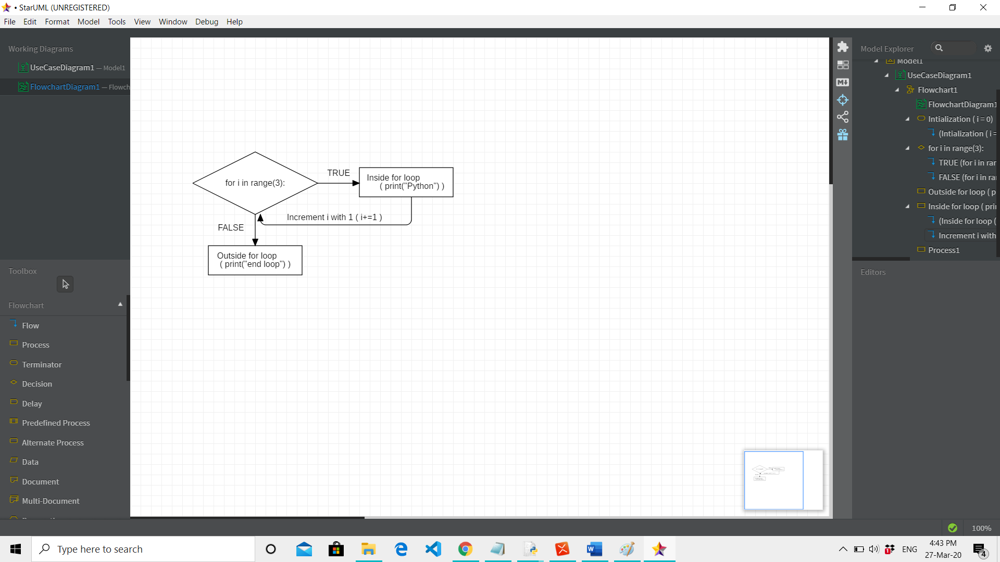 • StarUML (UNREGISTERED)
File Edit Format Model Tools View Window Debug Help
Working Diagrams
UseCaseDiagram1 — Model1
FlowchartDiagram1 — Flowch
Toolbox
Flowchart
Flow
Process
Terminator
Decision
Delay
Predefined Process
Alternate Process
Data
Document
Multi-Document
for i in range(3):
TRUE
Inside for loop
( print("Python") )
Increment i with 1 ( i+=1 )
FALSE
Outside for loop
( print("end loop") )
M
Model Explorer
Model1
UseCaseDiagram1
Flowchart1
FlowchartDiagram1
Intialization ( i = 0)
(Intialization ( i =
for i in range(3):
TRUE (for i in ran
FALSE (for i in ra
Outside for loop ( p
Inside for loop ( pri
(Inside for loop (
Increment i with
Process1
Editors
100%
Type here to search
W
1
ENG
4:43 PM
27-Mar-20
4